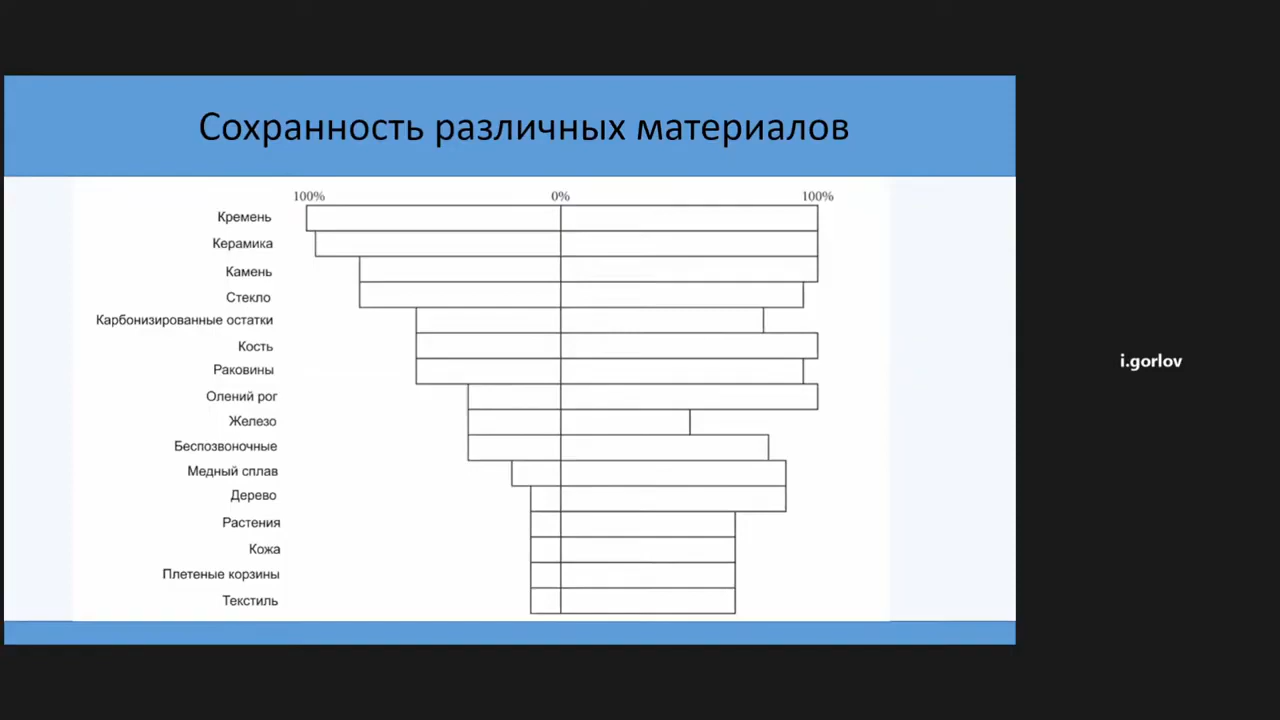 Сохранность различных материалов
100% 0% 100%
Кремень
Керамика
Камень
Стекло
Карбонизированные остатки
Кость
Раковины
Олений рог
Железо
Беспозвоночные
Медный сплав
Дерево
Растения
Кожа
Плетеные корзины
Текстиль
i.gorlov